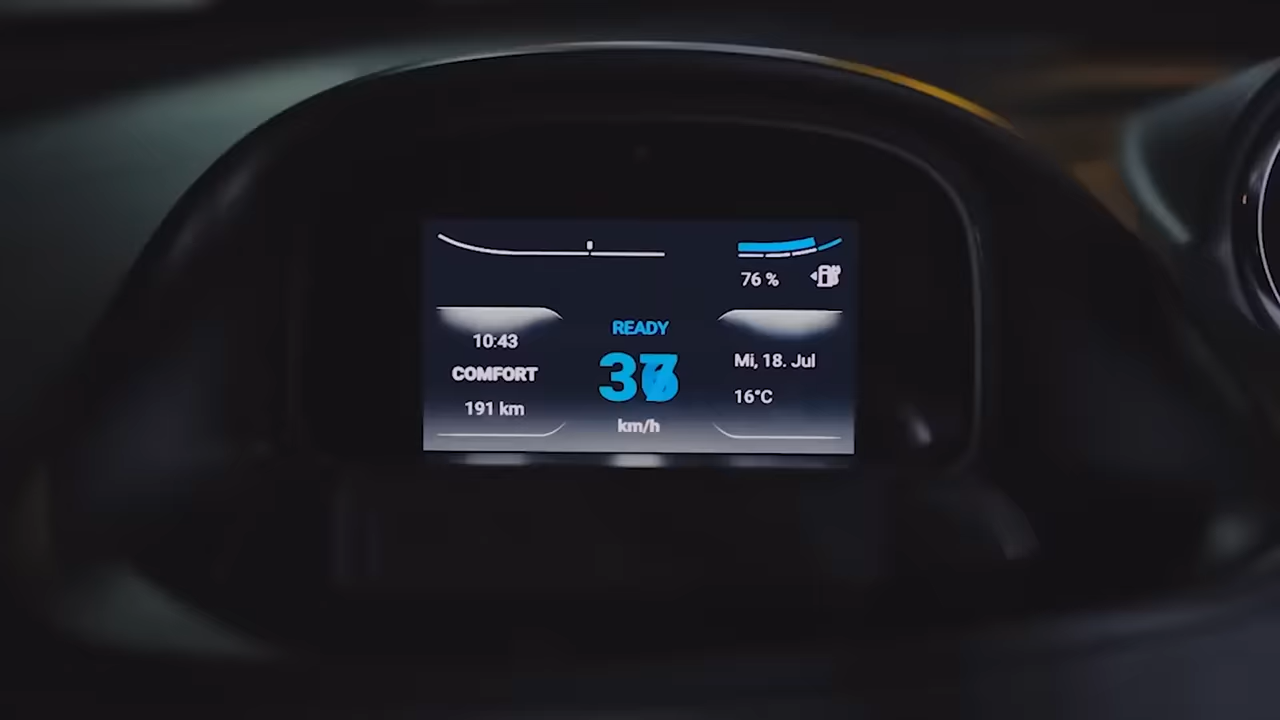 76 %
READY
10:43
COMFORT
191 km
km/h
Mi, 18. Jul
16°C